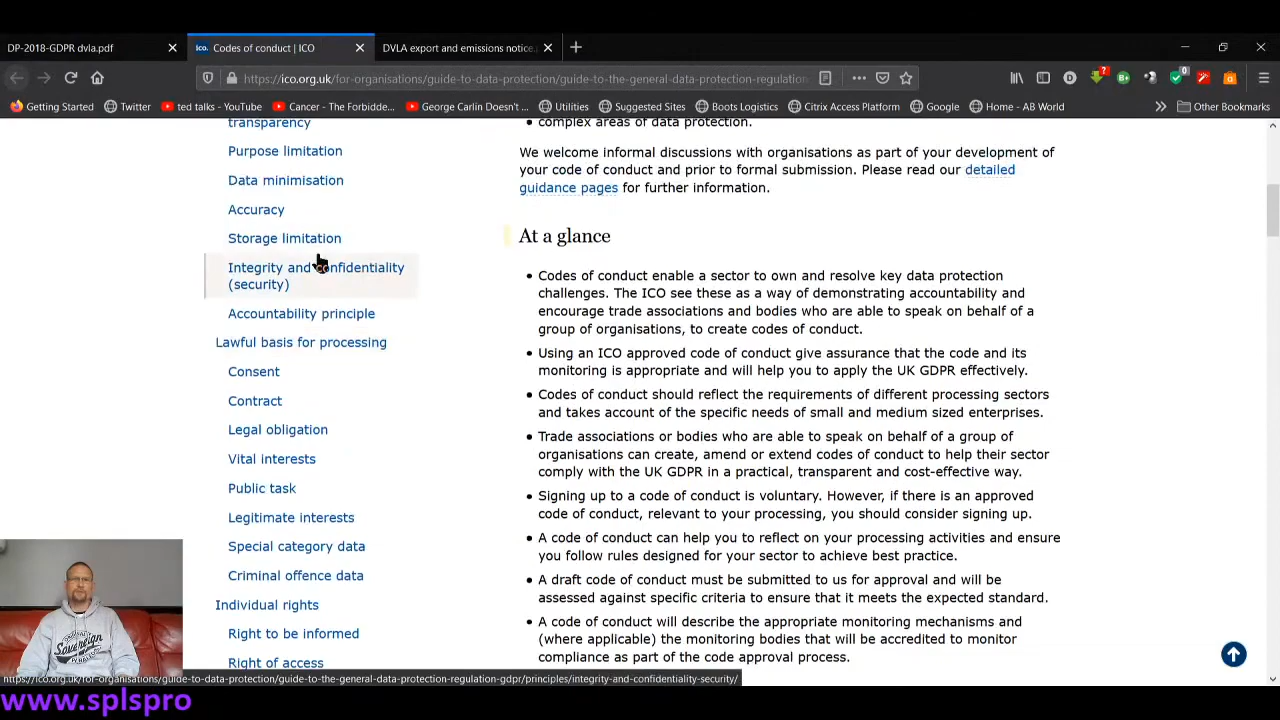 DP-2018-GDPR dvla.pdf
ico. Codes of conduct | ICO
DVLA export and emissions notice.
https://ico.org.uk/for-organisations/guide-to-data-protection/guide-to-the-general-data-protection-regulation
Getting Started
Twitter
ted talks - YouTube
Cancer - The Forbidde...
George Carlin Doesn't...
Utilities
Suggested Sites
Boots Logistics
Citrix Access Platform
Google
Home - AB World
Other Bookmarks
transparency
Purpose limitation
Data minimisation
Accuracy
Storage limitation
Integrity and confidentiality
(security)
Accountability principle
Lawful basis for processing
Consent
Contract
Legal obligation
Vital interests
Public task
Legitimate interests
Special category data
Criminal offence data
Individual rights
Right to be informed
Right of access
complex areas of data protection.
We welcome informal discussions with organisations as part of your development of
your code of conduct and prior to formal submission. Please read our detailed
guidance pages for further information.
At a glance
• Codes of conduct enable a sector to own and resolve key data protection
challenges. The ICO see these as a way of demonstrating accountability and
encourage trade associations and bodies who are able to speak on behalf of a
group of organisations, to create codes of conduct.
• Using an ICO approved code of conduct give assurance that the code and its
monitoring is appropriate and will help you to apply the UK GDPR effectively.
• Codes of conduct should reflect the requirements of different processing sectors
and takes account of the specific needs of small and medium sized enterprises.
• Trade associations or bodies who are able to speak on behalf of a group of
organisations can create, amend or extend codes of conduct to help their sector
comply with the UK GDPR in a practical, transparent and cost-effective way.
• Signing up to a code of conduct is voluntary. However, if there is an approved
code of conduct, relevant to your processing, you should consider signing up.
• A code of conduct can help you to reflect on your processing activities and ensure
you follow rules designed for your sector to achieve best practice.
• A draft code of conduct must be submitted to us for approval and will be
assessed against specific criteria to ensure that it meets the expected standard.
• A code of conduct will describe the appropriate monitoring mechanisms and
(where applicable) the monitoring bodies that will be accredited to monitor
compliance as part of the code approval process.
Sovereign
https://ico.org.uk/for-organisations/guide-to-data-protection/guide-to-the-general-data-protection-regulation-gdpr/principles/integrity-and-confidentiality-security/
www.splspro